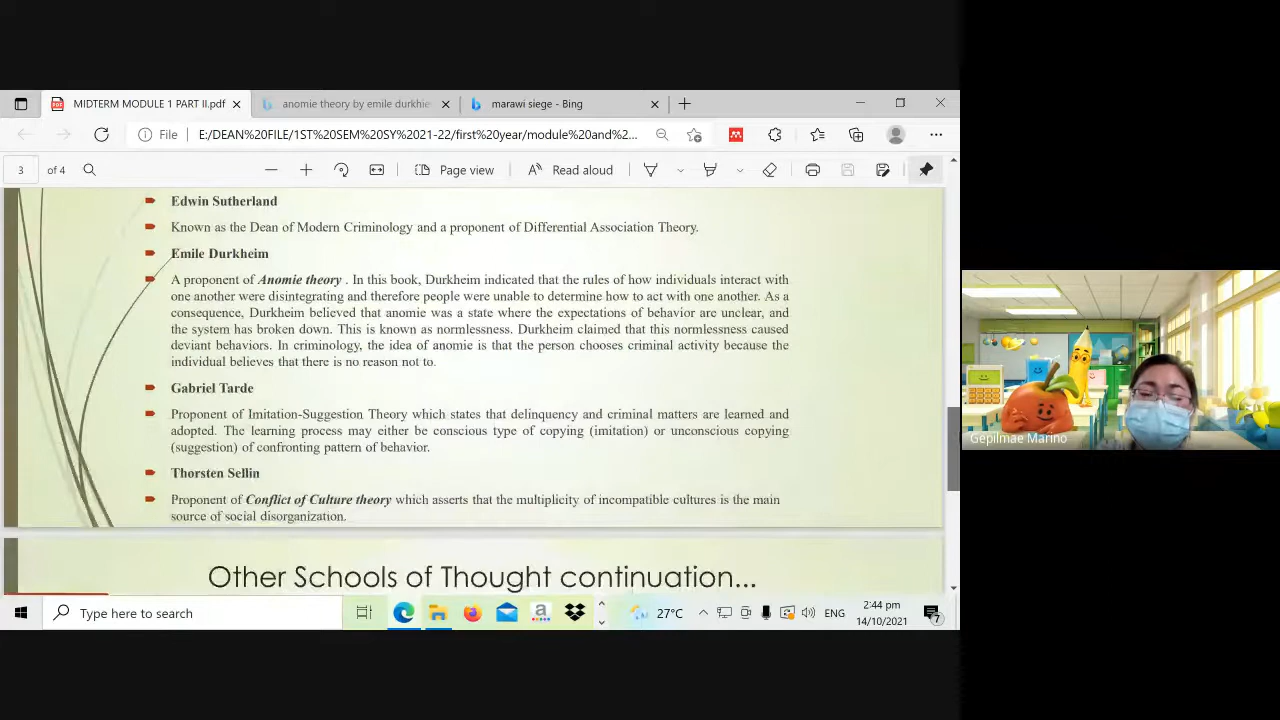 MIDTERM MODULE 1 PART II.pdf
anomie theory by emile durkhie
marawi siege - Bing
File
E:/DEAN%20FILE/1ST%20SEM%20SY%202021-22/first%20year/module%20and%2...
3 of 4
Page view
Read aloud
Edwin Sutherland
Known as the Dean of Modern Criminology and a proponent of Differential Association Theory.
Emile Durkheim
A proponent of Anomie theory . In this book, Durkheim indicated that the rules of how individuals interact with
one another were disintegrating and therefore people were unable to determine how to act with one another. As a
consequence, Durkheim believed that anomie was a state where the expectations of behavior are unclear, and
the system has broken down. This is known as normlessness. Durkheim claimed that this normlessness caused
deviant behaviors. In criminology, the idea of anomie is that the person chooses criminal activity because the
individual believes that there is no reason not to.
Gabriel Tarde
Proponent of Imitation-Suggestion Theory which states that delinquency and criminal matters are learned and
adopted. The learning process may either be conscious type of copying (imitation) or unconscious copying
(suggestion) of confronting pattern of behavior.
Thorsten Sellin
Proponent of Conflict of Culture theory which asserts that the multiplicity of incompatible cultures is the main
source of social disorganization.
Other Schools of Thought continuation...
Gepilmae Marino
Type here to search
27°C
ENG
2:44 pm
14/10/2021
7